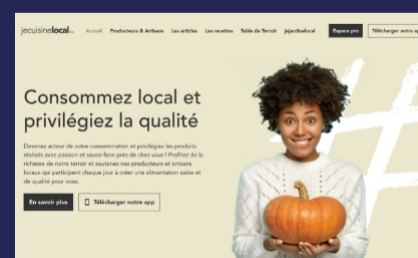 jecuisinelocal
Accueil Producteurs & Artisans Les articles Les recettes Table de Terroir Jejardinelocal Espace pro Télécharger notre ap
Consommez local et
privilégiez la qualité
Devenez acteur de votre consommation et privilégiez les produits
réalisés avec passion et savoir-faire près de chez vous ! Profitez de la
richesse de notre terroir et soutenez nos producteurs et artisans
locaux qui participent chaque jour à créer une alimentation saine et
de qualité pour vous.
En savoir plus Télécharger notre app